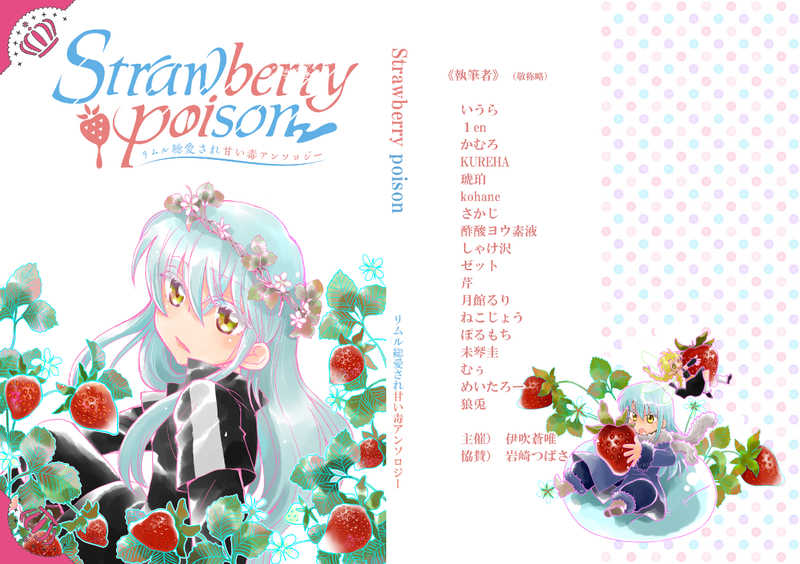 Strawberry
poison
リムル総愛され甘い毒アンソロジー
Strawberry poison
リムル総愛され甘い毒アンソロジー
《執筆者》 (敬称略)
いうら
1en
かむろ
KUREHA
琥珀
kohane
さかじ
酢酸ヨウ素液
しゃけ沢
ゼット
芹
月館るり
ねこじょう
ぽるもち
未琴圭
むぅ
めいたろー
狼兎
主催) 伊吹蒼唯
協賛) 岩崎つばさ